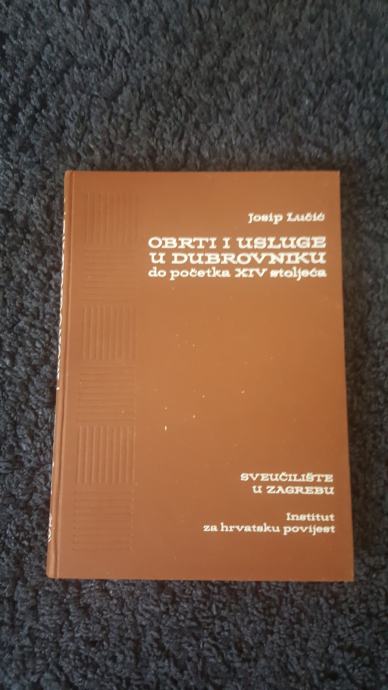 Josip Lučić
OBRTI I USLUGE
U DUBROVNIKU
do početka XIV stoljeća
SVEUČILIŠTE
U ZAGREBU
Institut
za hrvatsku povijest